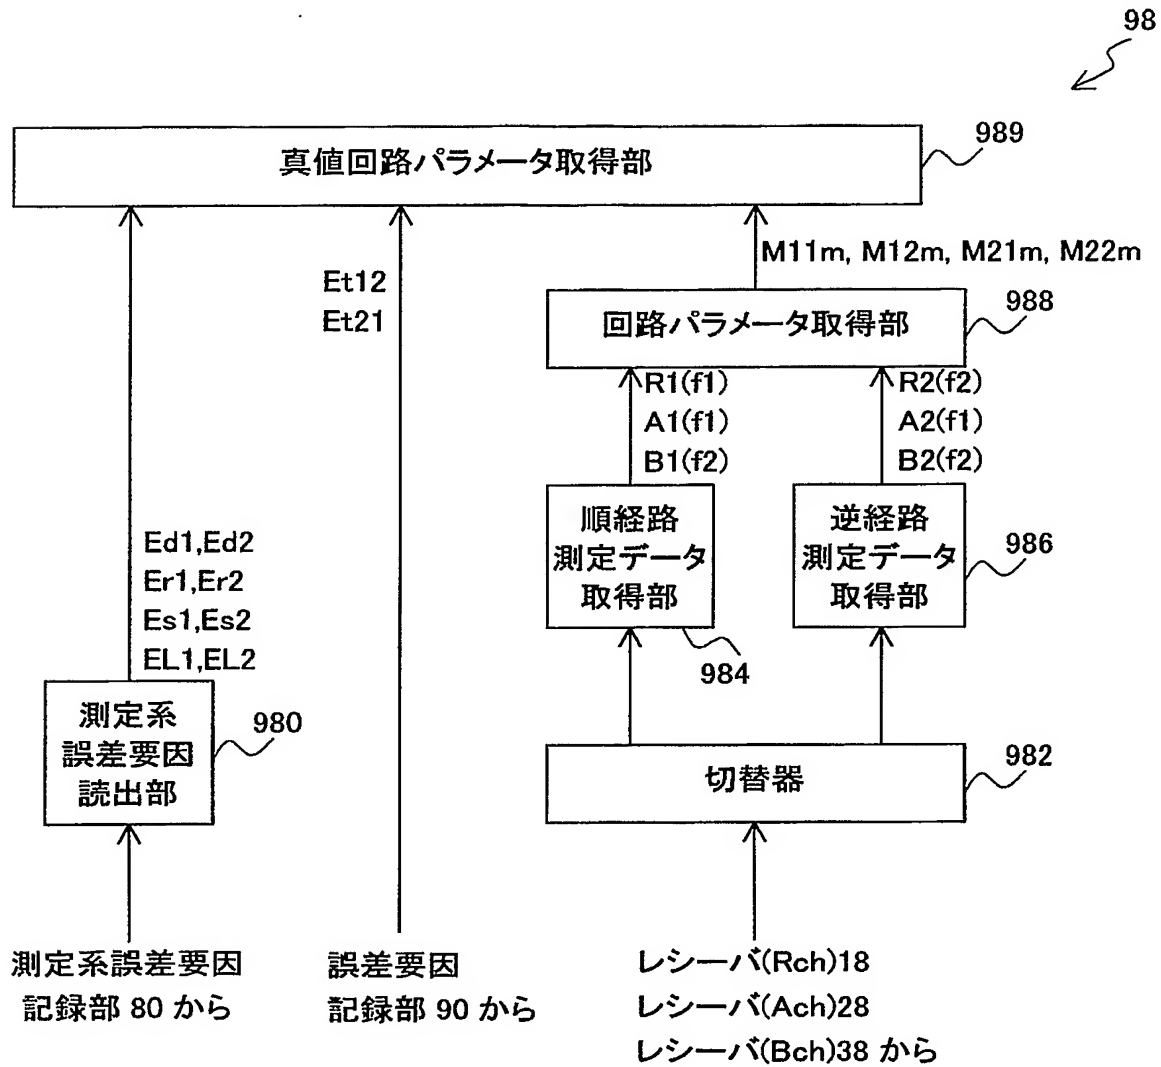 98
989
真値回路パラメータ取得部
M11m, M12m, M21m, M22m
Et12
Et21
988
回路パラメータ取得部
R1(f1)
A1(f1)
B1(f2)
R2(f2)
A2(f1)
B2(f2)
順経路
測定データ
取得部
984
逆経路
測定データ
取得部
986
Ed1,Ed2
Er1,Er2
Es1,Es2
EL1,EL2
測定系
誤差要因
読出部
980
切替器
982
測定系誤差要因
記録部 80 から
誤差要因
記録部 90 から
レシーバ(Rch)18
レシーバ(Ach)28
レシーバ(Bch)38 から